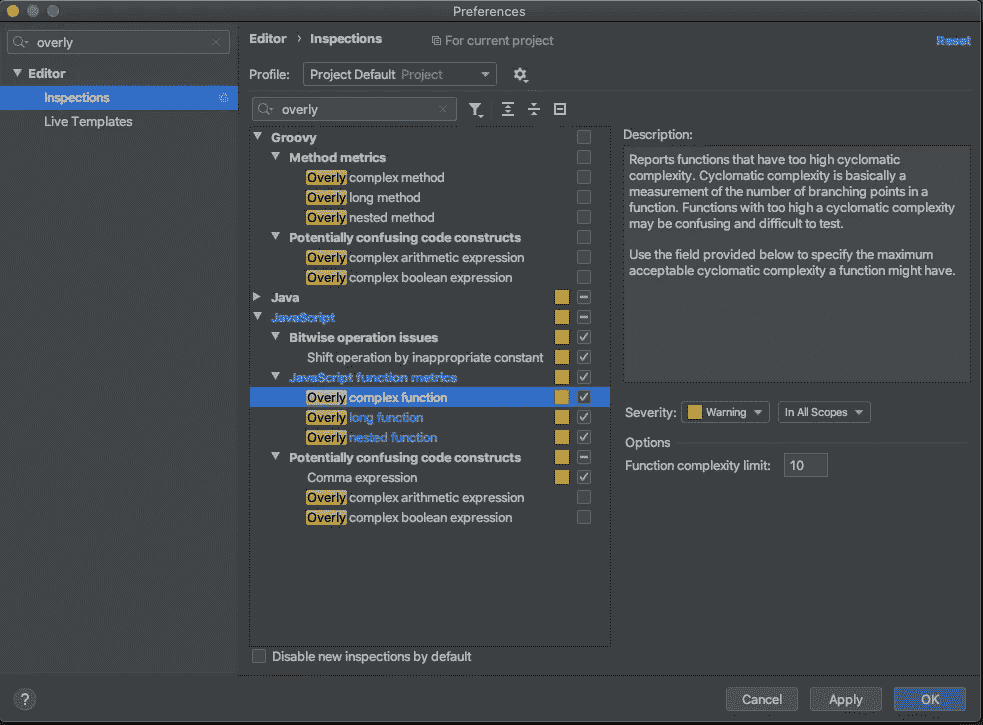 Preferences
overly
Editor
Inspections
Live Templates
Editor › Inspections
For current project
Reset
Profile: Project Default Project
overly
Groovy
Method metrics
Overly complex method
Overly long method
Overly nested method
Potentially confusing code constructs
Overly complex arithmetic expression
Overly complex boolean expression
Java
JavaScript
Bitwise operation issues
Shift operation by inappropriate constant
JavaScript function metrics
Overly complex function
Overly long function
Overly nested function
Potentially confusing code constructs
Comma expression
Overly complex arithmetic expression
Overly complex boolean expression
Disable new inspections by default
Description:
Reports functions that have too high cyclomatic
complexity. Cyclomatic complexity is basically a
measurement of the number of branching points in a
function. Functions with too high a cyclomatic complexity
may be confusing and difficult to test.
Use the field provided below to specify the maximum
acceptable cyclomatic complexity a function might have.
Severity: Warning In All Scopes
Options
Function complexity limit: 10
?
Cancel
Apply
OK